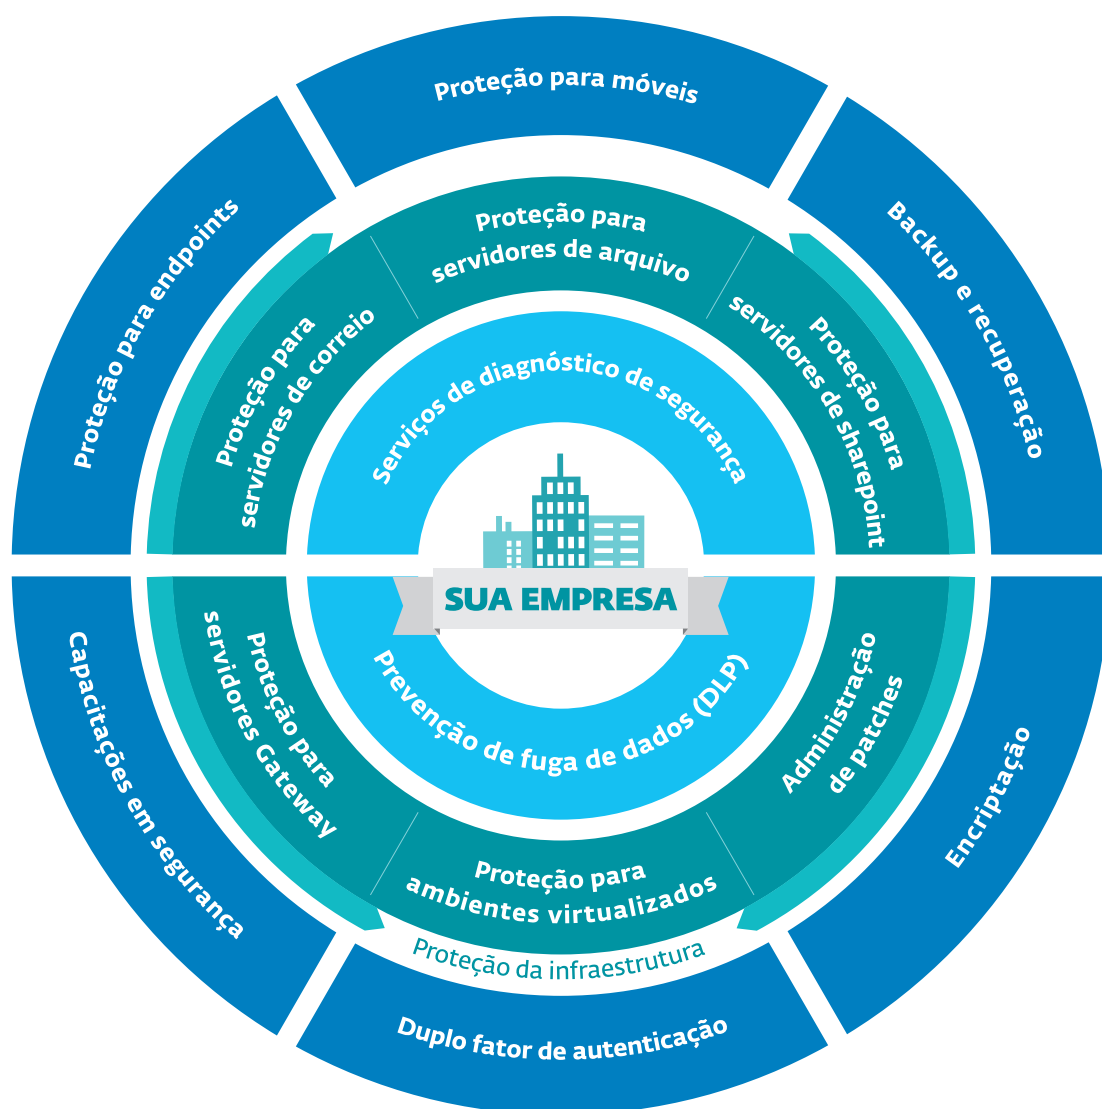 Proteção para móveis
Proteção para endpoints
Backup e recuperação
Proteção para
servidores de arquivo
Proteção para
servidores de correio
Proteção para
servidores de sharepoint
Serviços de diagnóstico de segurança
SUA EMPRESA
Prevenção de fuga de dados (DLP)
Proteção para
servidores Gateway
Administração
de patches
Proteção para
ambientes virtualizados
Proteção da infraestrutura
Capacitações em segurança
Encriptação
Duplo fator de autenticação